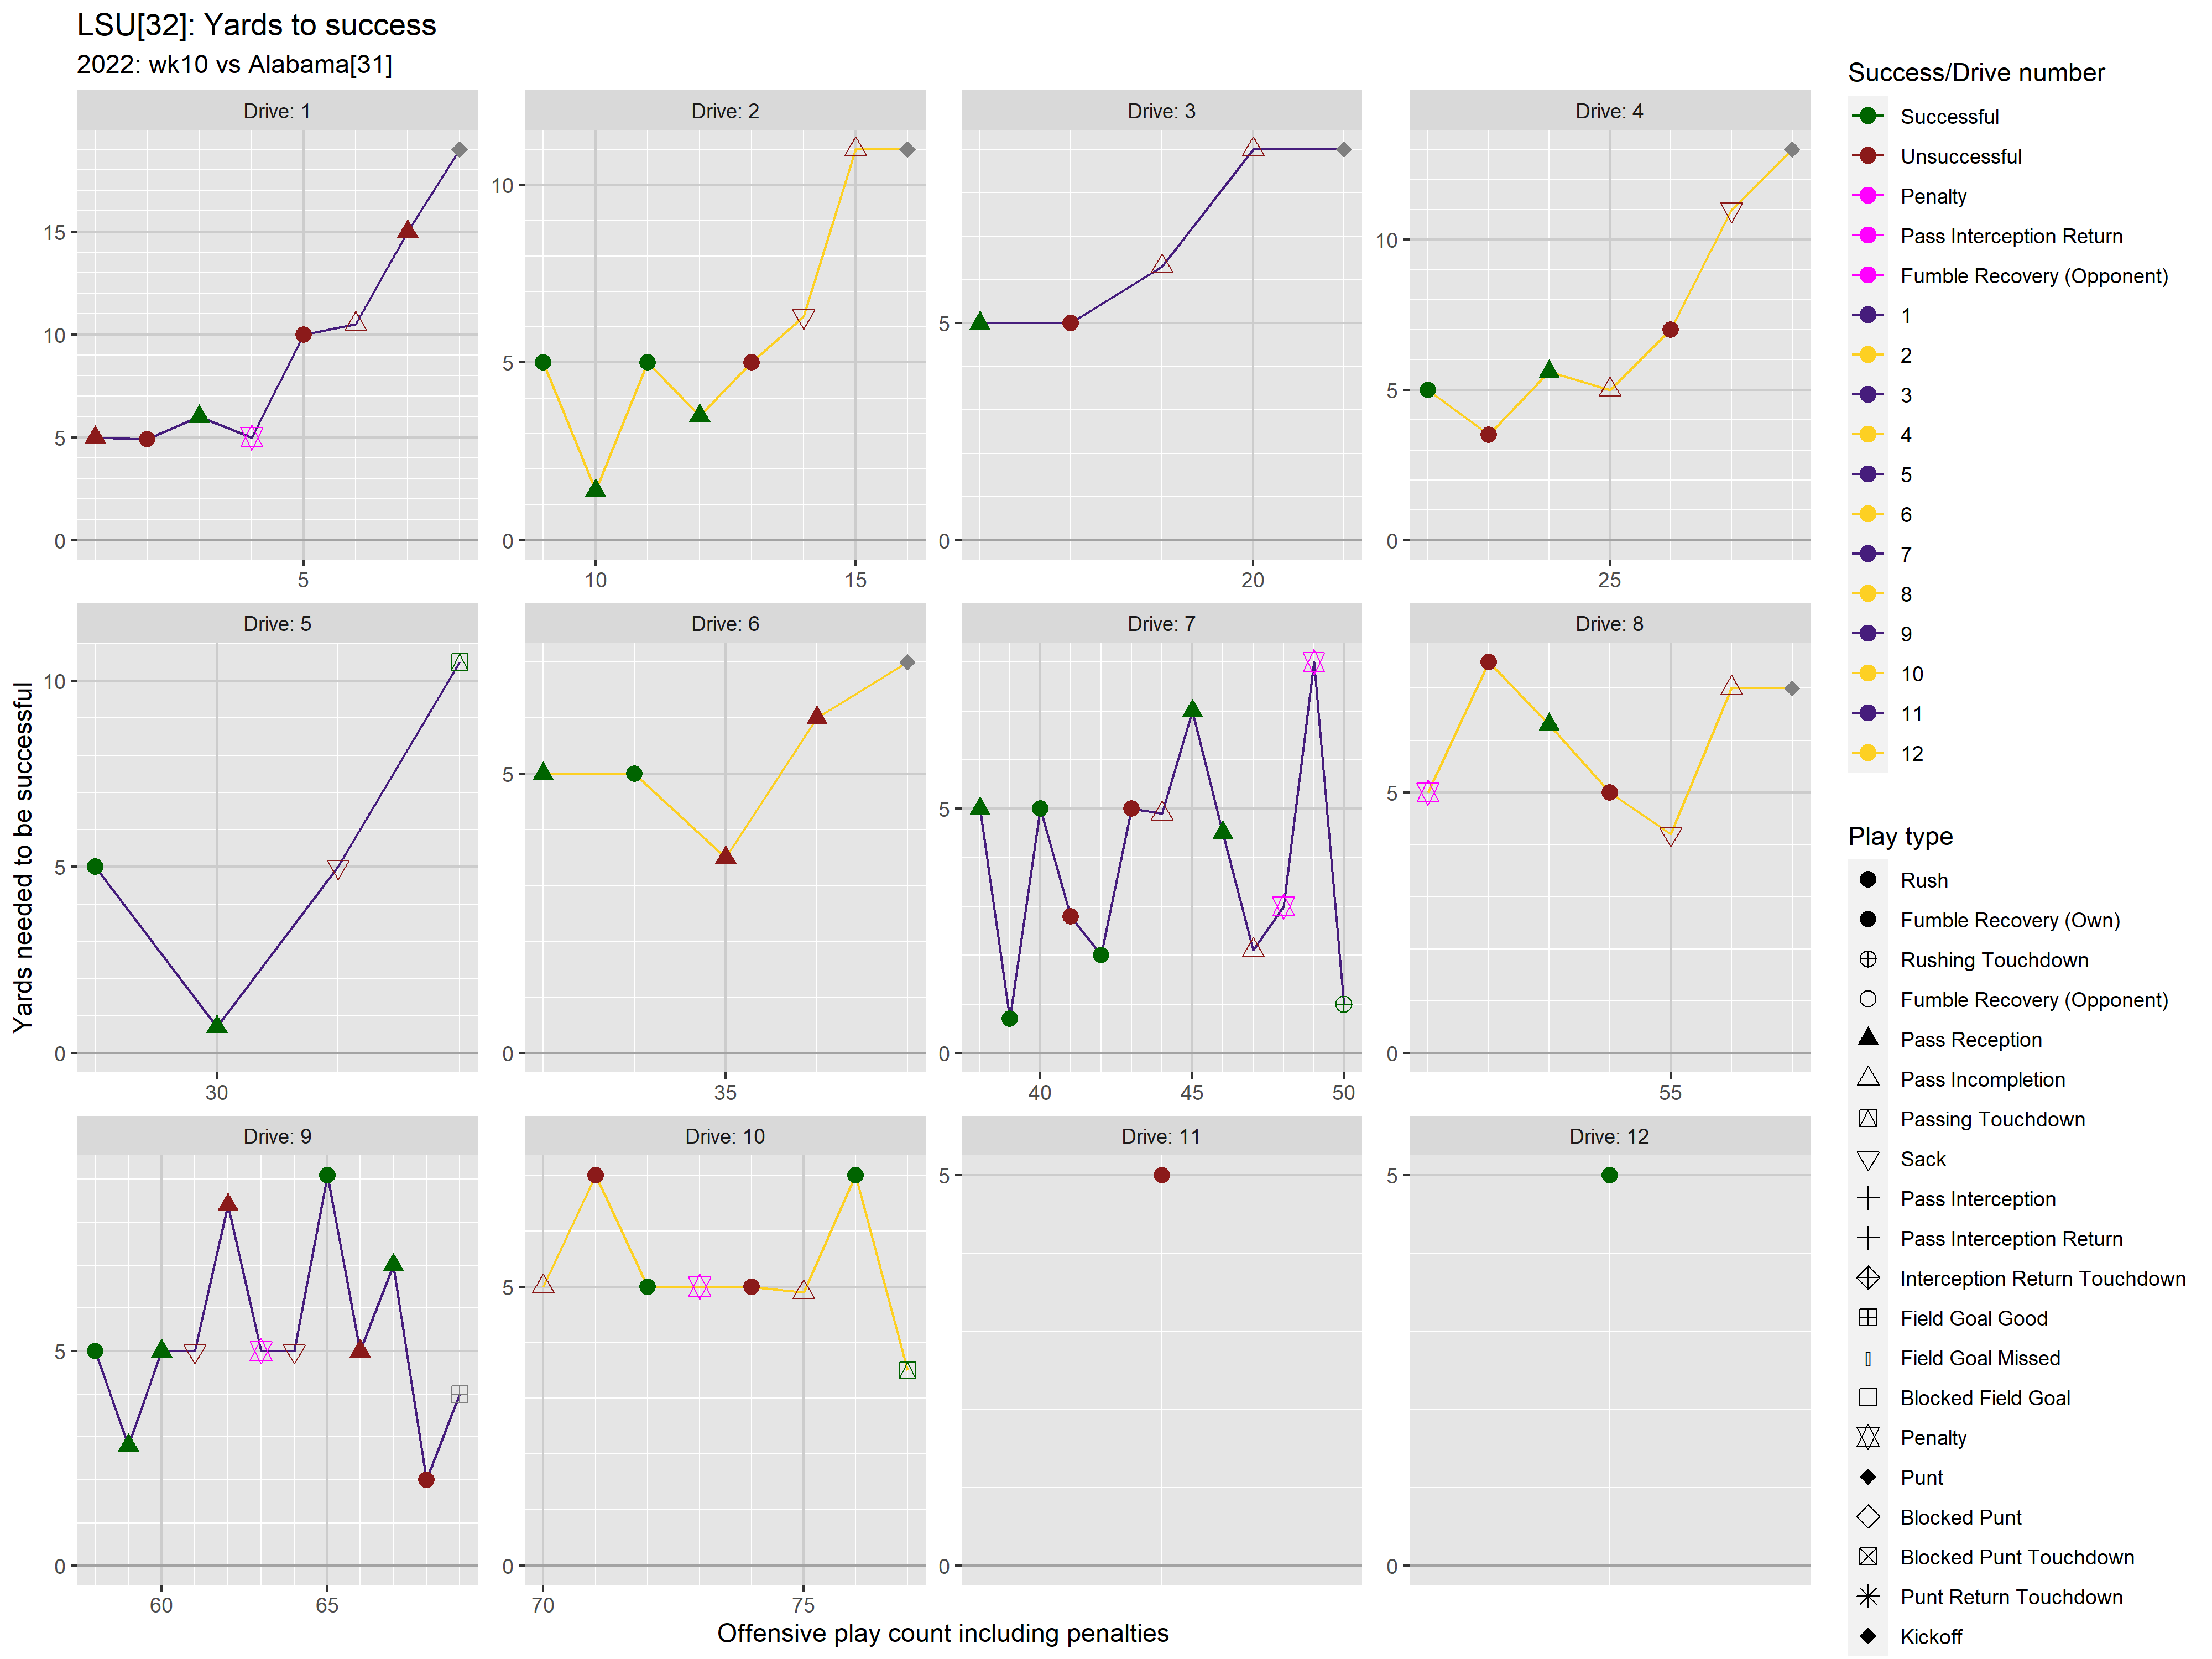 LSU[32]: Yards to success
2022: wk10 vs Alabama[31]
Drive: 1
Drive: 2
Drive: 3
Drive: 4
15
10
5
0
5
10
5
0
10
15
5
0
20
10
5
0
25
Drive: 5
Drive: 6
Drive: 7
Drive: 8
10
5
0
30
5
0
35
5
0
40
45
50
5
0
55
Drive: 9
Drive: 10
Drive: 11
Drive: 12
5
0
60
65
5
0
70
75
5
0
5
0
Yards needed to be successful
Offensive play count including penalties
Success/Drive number
Successful
Unsuccessful
Penalty
Pass Interception Return
Fumble Recovery (Opponent)
1
2
3
4
5
6
7
8
9
10
11
12
Play type
Rush
Fumble Recovery (Own)
Rushing Touchdown
Fumble Recovery (Opponent)
Pass Reception
Pass Incompletion
Passing Touchdown
Sack
Pass Interception
Pass Interception Return
Interception Return Touchdown
Field Goal Good
Field Goal Missed
Blocked Field Goal
Penalty
Punt
Blocked Punt
Blocked Punt Touchdown
Punt Return Touchdown
Kickoff